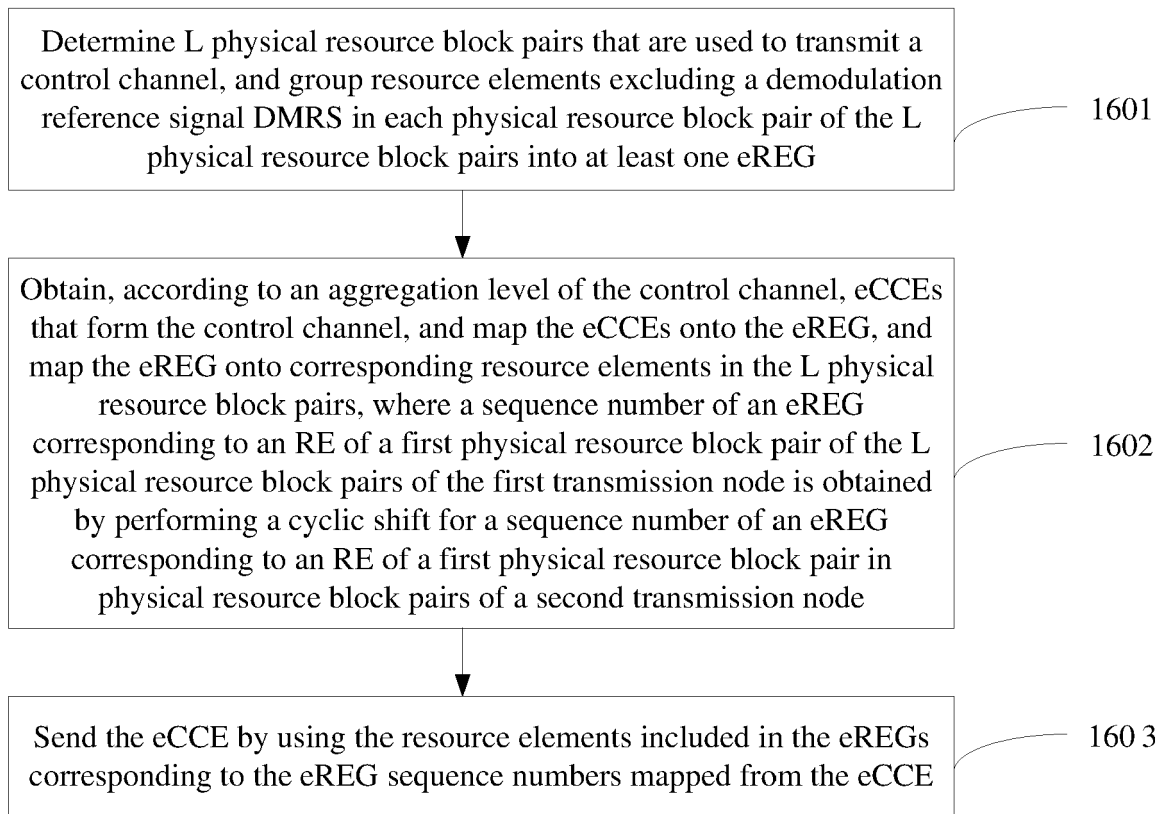 Determine L physical resource block pairs that are used to transmit a
control channel, and group resource elements excluding a demodulation
reference signal DMRS in each physical resource block pair of the L
physical resource block pairs into at least one eREG
1601
Obtain, according to an aggregation level of the control channel, eCCEs
that form the control channel, and map the eCCEs onto the eREG, and
map the eREG onto corresponding resource elements in the L physical
resource block pairs, where a sequence number of an eREG
corresponding to an RE of a first physical resource block pair of the L
physical resource block pairs of the first transmission node is obtained
by performing a cyclic shift for a sequence number of an eREG
corresponding to an RE of a first physical resource block pair in
physical resource block pairs of a second transmission node
1602
Send the eCCE by using the resource elements included in the eREGs
corresponding to the eREG sequence numbers mapped from the eCCE
1603